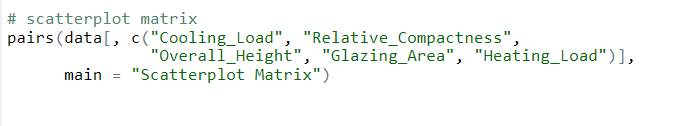 # scatterplot matrix
pairs(data[, c("Cooling_Load", "Relative_Compactness",
"Overall_Height", "Glazing_Area", "Heating_Load")],
main = "Scatterplot Matrix")